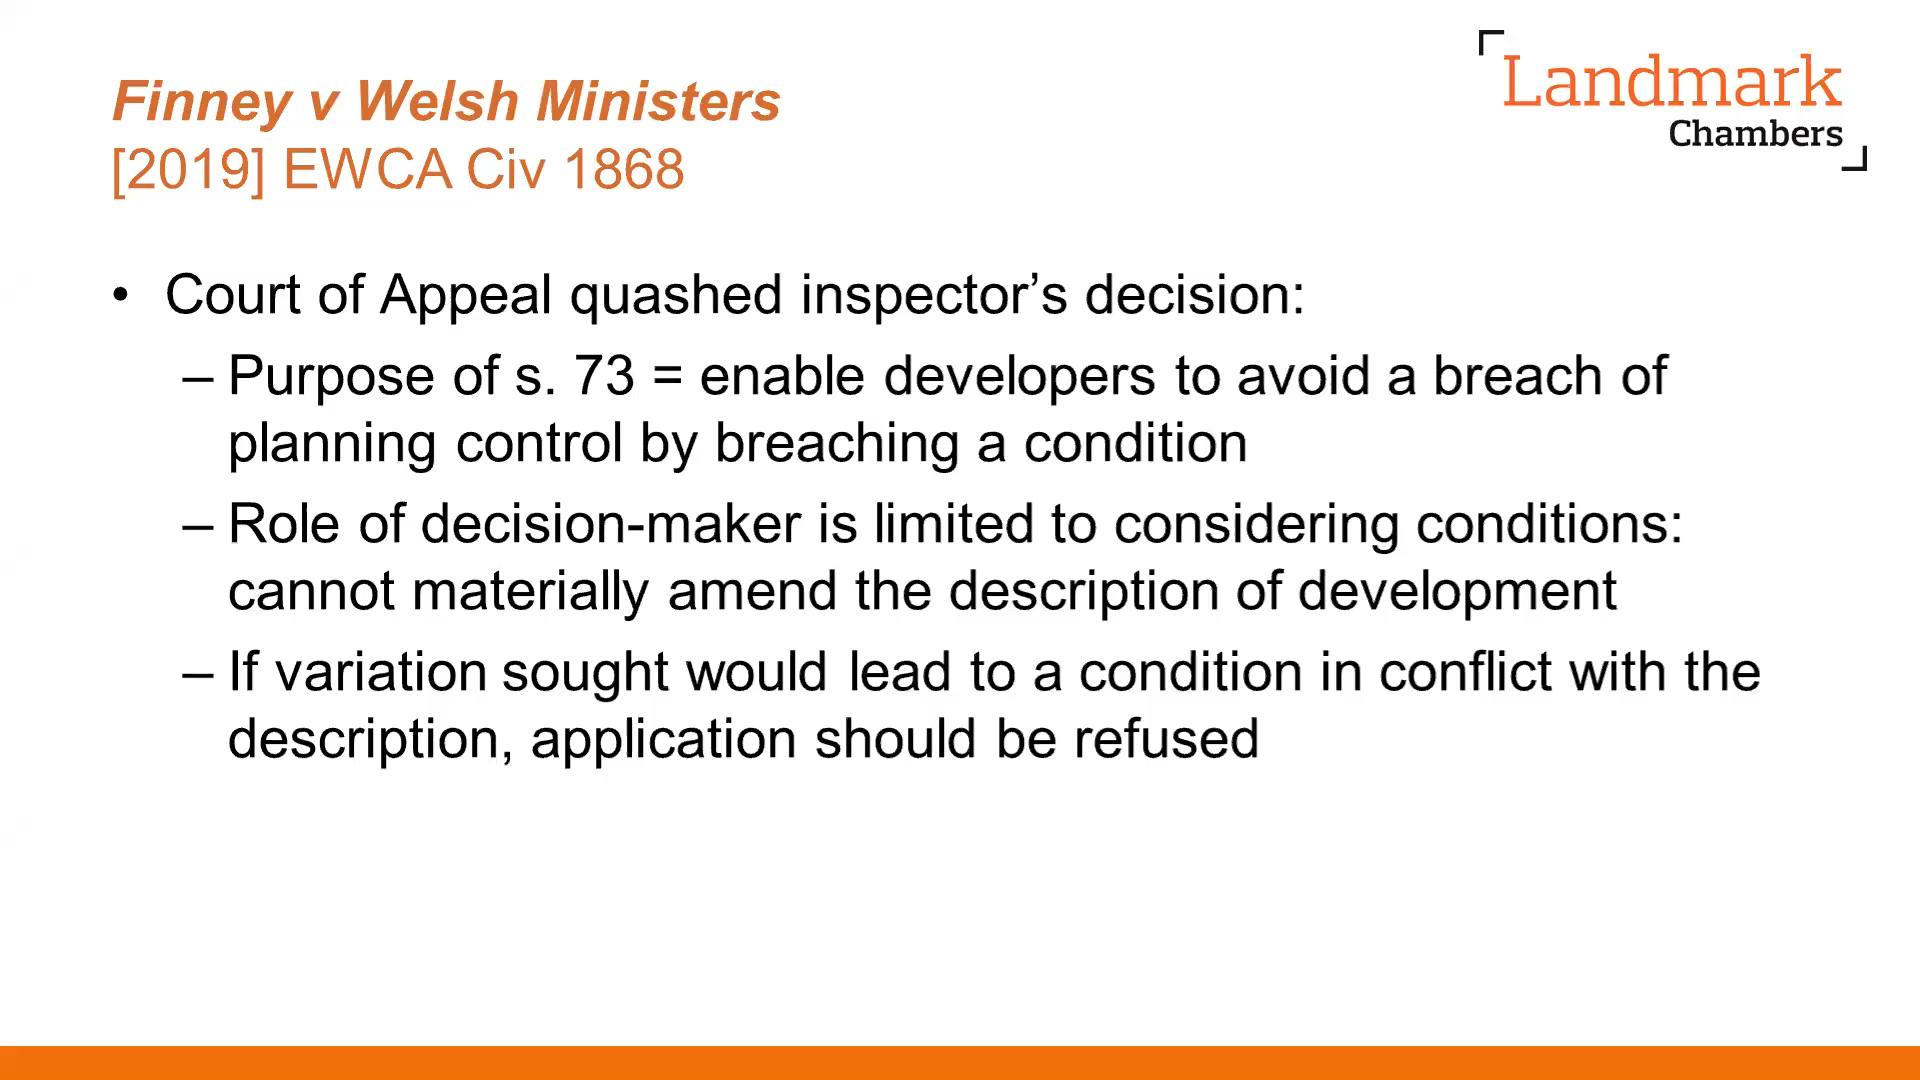 Finney v Welsh Ministers
[2019] EWCA Civ 1868
Landmark
Chambers
• Court of Appeal quashed inspector’s decision:
– Purpose of s. 73 = enable developers to avoid a breach of
planning control by breaching a condition
– Role of decision-maker is limited to considering conditions:
cannot materially amend the description of development
– If variation sought would lead to a condition in conflict with the
description, application should be refused